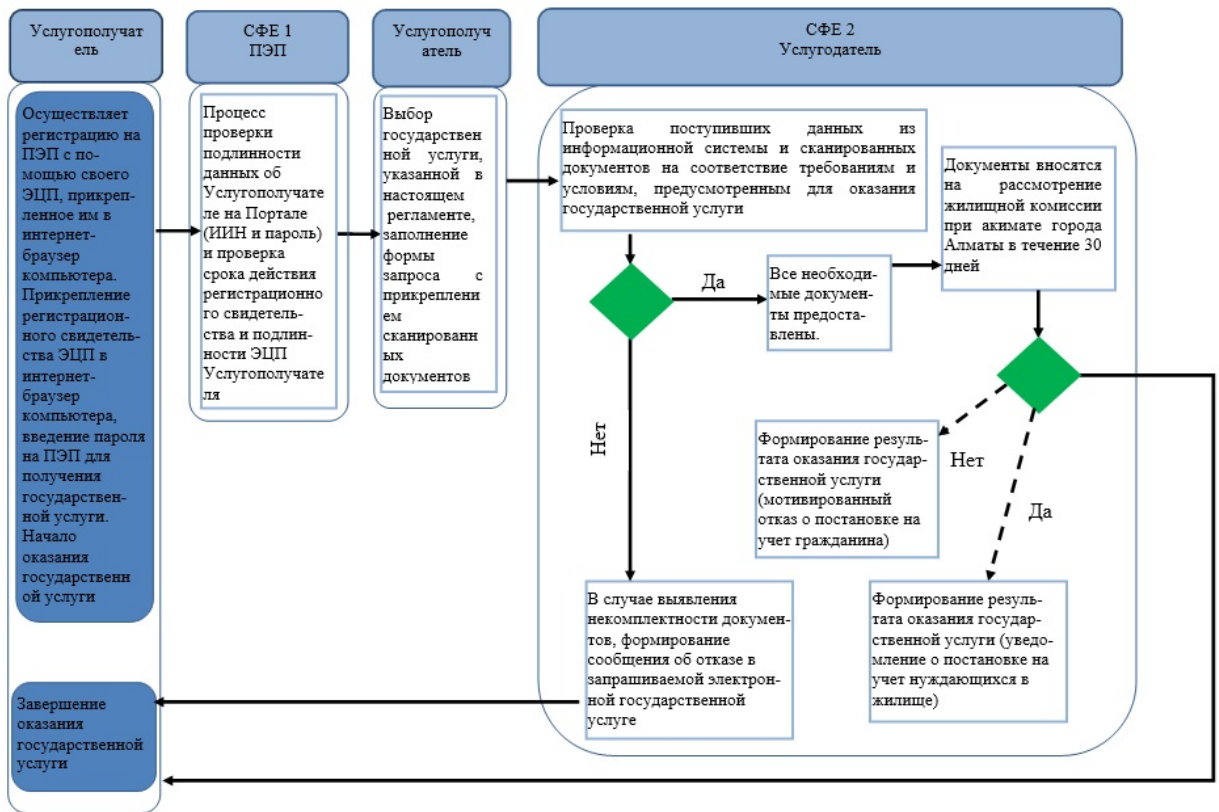 Услугополучат
ель
СФЕ 1
ПЭП
Услугополуч
атель
СФЕ 2
Услугодатель
Осуществляет
регистрацию на
ПЭП с по-
мощью своего
ЭЦП, прикреп-
ленное им в
интернет-
браузер
компьютера.
Прикрепление
регистрацион-
ного свидетель-
ства ЭЦП в
интернет-
браузер
компьютера,
введение пароля
на ПЭП для
получения
государствен-
ной услуги.
Начало
оказания
государственн
ой услуги
Процесс
проверки
подлинности
данных об
Услугополучате
ле на Портале
(ИИН и пароль)
и проверка
срока действия
регистрационно
го свидетель-
ства и подлин-
ности ЭЦП
Услугополучате
ля
Выбор
государствен
ной услуги,
указанной в
настоящем
регламенте,
заполнение
формы
запроса с
прикреплени
ем
сканированн
ых
документов
Проверка поступивших данных из
информационной системы и сканированных
документов на соответствие требованиям и
условиям, предусмотренным для оказания
государственной услуги
Да
Все необходи-
мые докумен-
ты предостав-
лены.
Документы вносятся
на рассмотрение
жилищной комиссии
при акимате города
Алматы в течение 30
дней
Нет
Формирование резуль-
тата оказания государ-
ственной услуги
(мотивированный
отказ о постановке на
учет гражданина)
Нет
Да
В случае выявления
некомплектности докумен-
тов, формирование
сообщения об отказе в
запрашиваемой электрон-
ной государственной
услуге
Формирование резуль-
тата оказания государ-
ственной услуги (уведо-
мление о постановке на
учет нуждающихся в
жилище)
Завершение
оказания
государственной
услуги